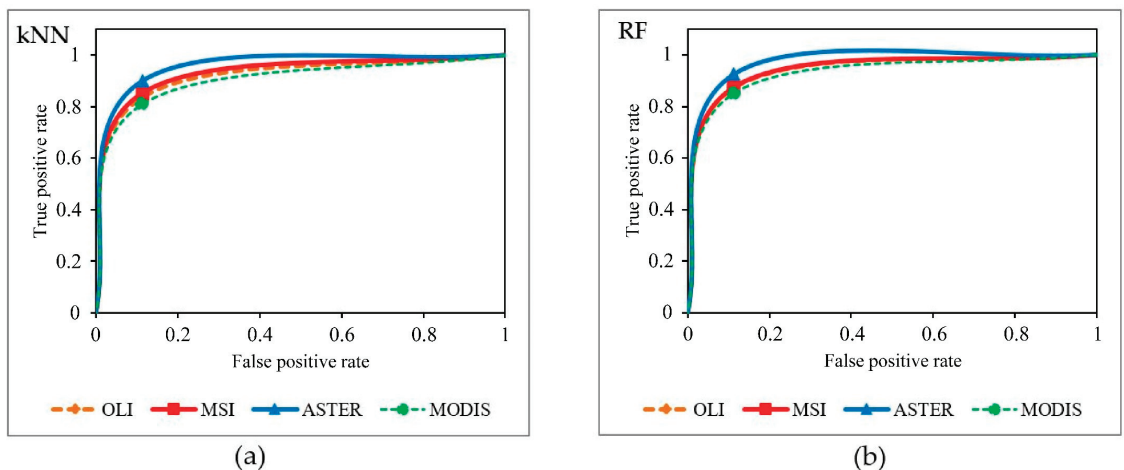 kNN
True positive rate
1
0.8
0.6
0.4
0.2
0
0 0.2 0.4 0.6 0.8 1
False positive rate
OLI MSI ASTER MODIS
(a)
RF
True positive rate
1
0.8
0.6
0.4
0.2
0
0 0.2 0.4 0.6 0.8 1
False positive rate
OLI MSI ASTER MODIS
(b)